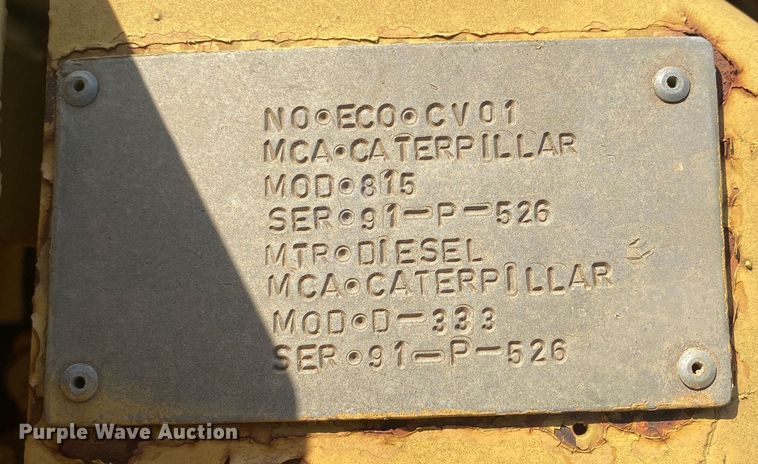 NO•ECO•CV01
MCA•CATERPILLAR
MOD•815
SER•91-P-526
MTR•DIESEL
MCA•CATERPILLAR
MOD•D-333
SER•91-P-526
Purple Wave Auction